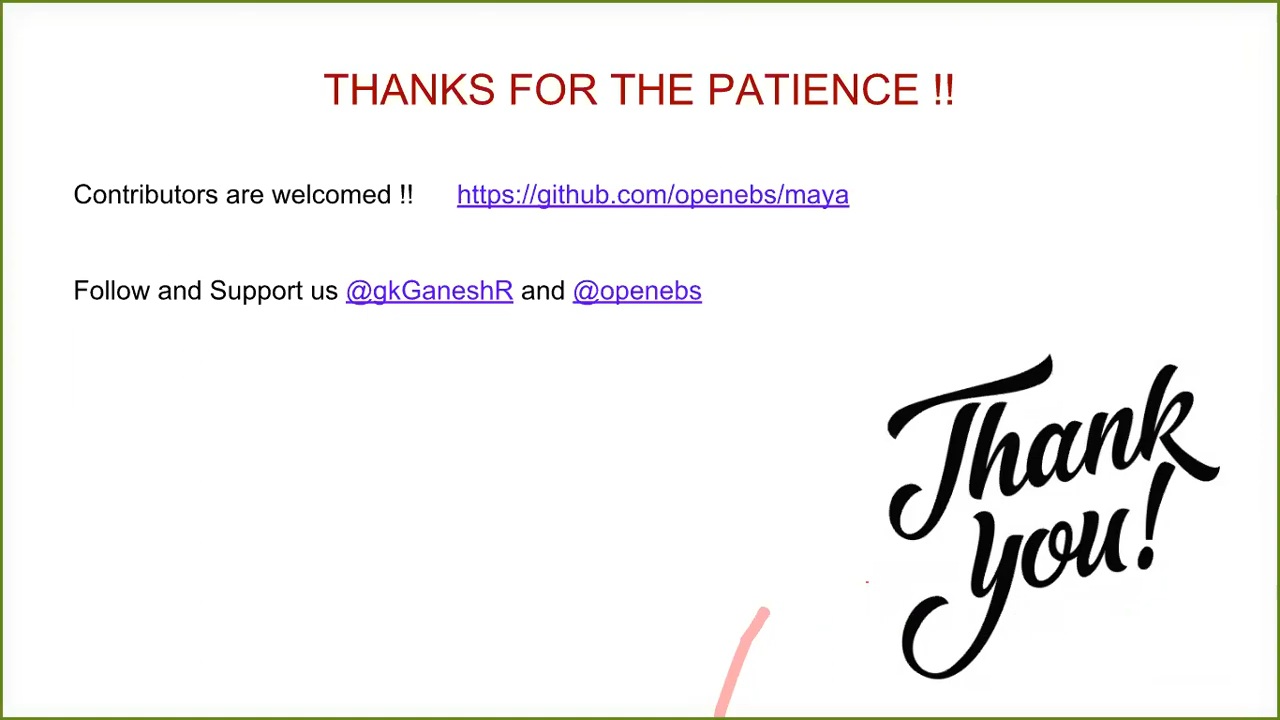 THANKS FOR THE PATIENCE !!
Contributors are welcomed !! https://github.com/openebs/maya
Follow and Support us @gkGaneshR and @openebs
Thank
you!